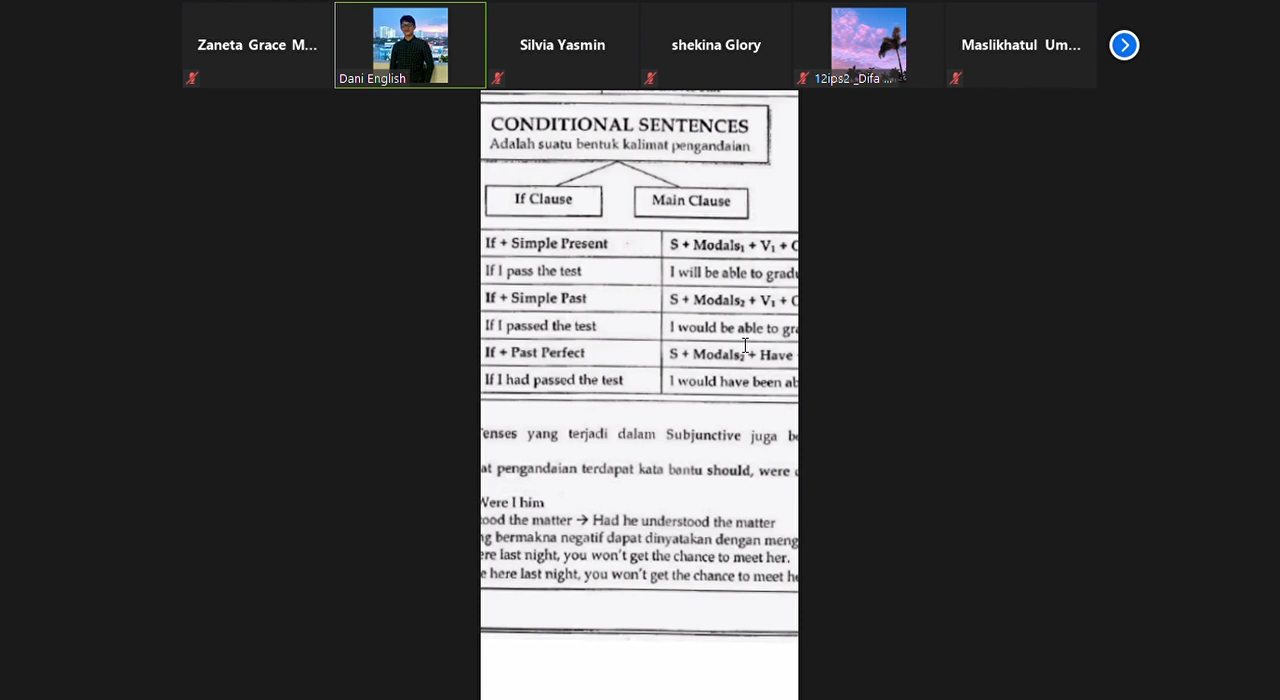 Zaneta Grace M...
Dani English
Silvia Yasmin
shekina Glory
12ips2 _Difa ...
Maslikhatul Um...
CONDITIONAL SENTENCES
Adalah suatu bentuk kalimat pengandaian
If Clause
Main Clause
If + Simple Present S + Modals₁ + V₁ +
If I pass the test I will be able to
If + Simple Past S + Modals₂ + V₁ +
If I passed the test I would be able to
If + Past Perfect S + Modals₂ + Have
If I had passed the test I would have been
yang terjadi dalam Subjunctive juga
pengandaian terdapat kata bantu should, were
Were I him
the matter → Had he understood the matter
bermakna negatif dapat dinyatakan dengan
last night, you won't get the chance to meet her.
here last night, you won't get the chance to meet